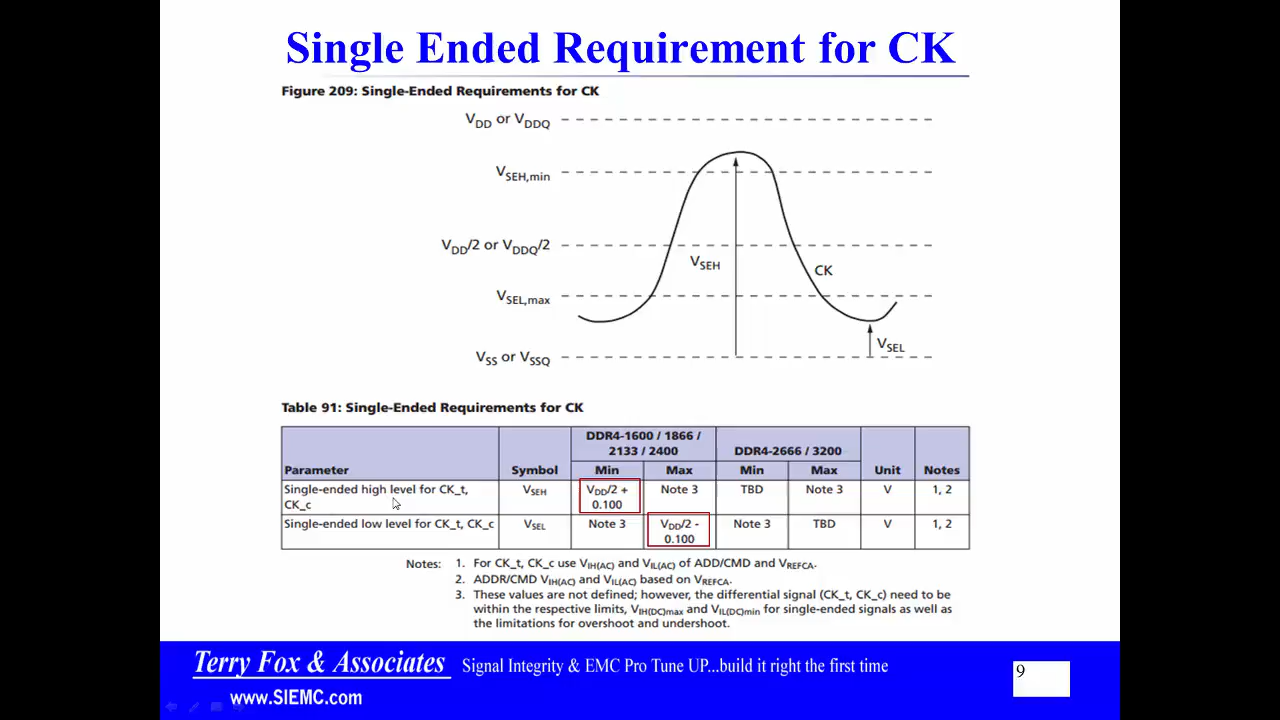 Single Ended Requirement for CK
Figure 209: Single-Ended Requirements for CK
VDD or VDDQ
VSEH,min
VDD/2 or VDDQ/2
VSEH
CK
VSEL,max
VSEL
VSS or VSSQ
Table 91: Single-Ended Requirements for CK
DDR4-1600 / 1866 /
2133 / 2400
DDR4-2666 / 3200
Parameter Symbol Min Max Min Max Unit Notes
Single-ended high level for CK_t,
CK_c
VSEH
VDD/2 +
0.100
Note 3 TBD Note 3 V 1, 2
Single-ended low level for CK_t, CK_c VSEL Note 3
VDD/2 -
0.100
Note 3 TBD V 1, 2
Notes: 1. For CK_t, CK_c use VIH(AC) and VIL(AC) of ADD/CMD and VREFCA.
2. ADDR/CMD VIH(AC) and VIL(AC) based on VREFCA.
3. These values are not defined; however, the differential signal (CK_t, CK_c) need to be
within the respective limits, VIH(DC)max and VIL(DC)min for single-ended signals as well as
the limitations for overshoot and undershoot.
Terry Fox & Associates
Signal Integrity & EMC Pro Tune UP...build it right the first time
9
www.SIEMC.com